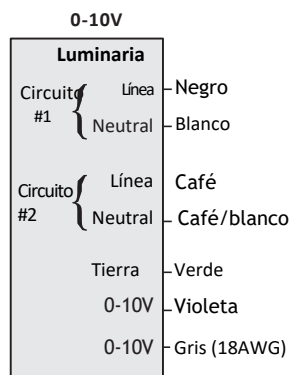 0-10V
Luminaria
Circuito #1
Línea Negro
Neutral Blanco
Circuito #2
Línea Café
Neutral Café/blanco
Tierra Verde
0-10V Violeta
0-10V Gris (18AWG)